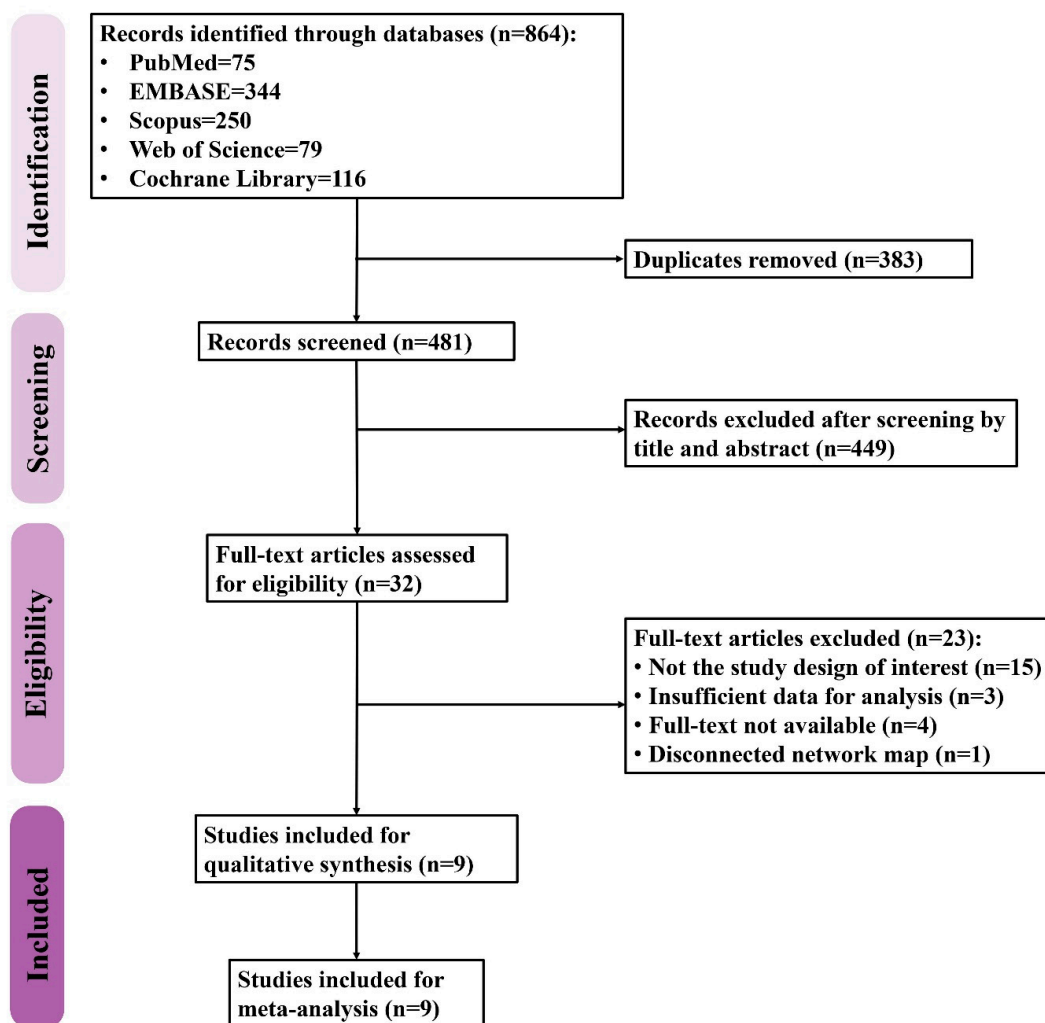 Identification
Records identified through databases (n=864):
• PubMed=75
• EMBASE=344
• Scopus=250
• Web of Science=79
• Cochrane Library=116
Duplicates removed (n=383)
Screening
Records screened (n=481)
Records excluded after screening by
title and abstract (n=449)
Eligibility
Full-text articles assessed
for eligibility (n=32)
Full-text articles excluded (n=23):
• Not the study design of interest (n=15)
• Insufficient data for analysis (n=3)
• Full-text not available (n=4)
• Disconnected network map (n=1)
Included
Studies included for
qualitative synthesis (n=9)
Studies included for
meta-analysis (n=9)